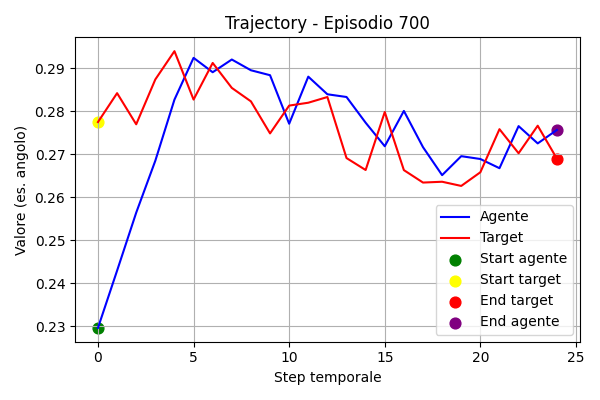 Trajectory - Episodio 700
Valore (es. angolo)
0.29
0.28
0.27
0.26
0.25
0.24
0.23
0
5
10
15
20
25
Step temporale
Agente
Target
Start agente
Start target
End target
End agente